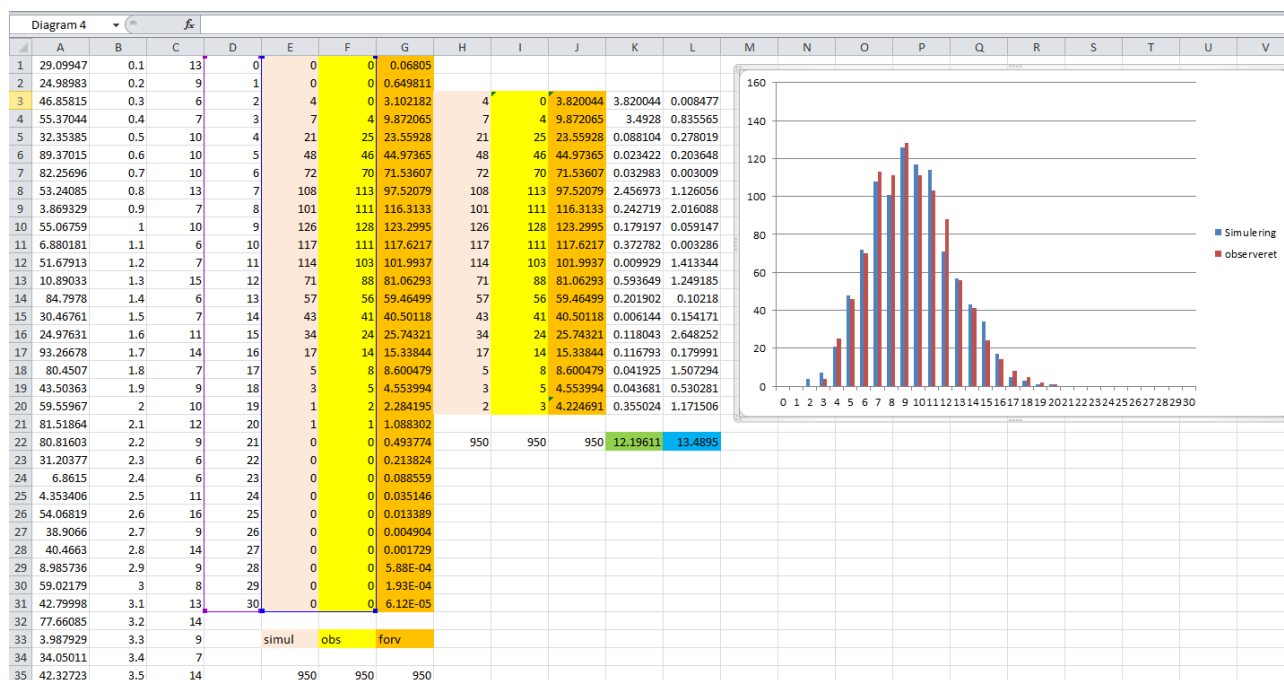 Diagram 4 fx
A B C D E F G H I J K L M N O P Q R S T U V
1 29.09947 0.1 13 0 0 0 0.06805
2 24.98983 0.2 9 1 0 0 0.649811
3 46.85815 0.3 6 2 4 0 3.102182 4 0 3.820044 3.820044 0.008477
4 55.37044 0.4 7 3 7 4 9.872065 7 4 9.872065 3.4928 0.835565
5 32.35385 0.5 10 4 21 25 23.55928 21 25 23.55928 0.088104 0.278019
6 89.37015 0.6 10 5 48 46 44.97365 48 46 44.97365 0.023422 0.203648
7 82.25696 0.7 10 6 72 70 71.53607 72 70 71.53607 0.032983 0.003009
8 53.24085 0.8 13 7 108 113 97.52079 108 113 97.52079 2.456973 1.126056
9 3.869329 0.9 7 8 101 111 116.3133 101 111 116.3133 0.242719 2.016088
10 55.06759 1 10 9 126 128 123.2995 126 128 123.2995 0.179197 0.059147
11 6.880181 1.1 6 10 117 111 117.6217 117 111 117.6217 0.372782 0.003286
12 51.67913 1.2 7 11 114 103 101.9937 114 103 101.9937 0.009929 1.413344
13 10.89033 1.3 15 12 71 88 81.06293 71 88 81.06293 0.593649 1.249185
14 84.7978 1.4 6 13 57 56 59.46499 57 56 59.46499 0.201902 0.10218
15 30.46761 1.5 7 14 43 41 40.50118 43 41 40.50118 0.006144 0.154171
16 24.97631 1.6 11 15 34 24 25.74321 34 24 25.74321 0.118043 2.648252
17 93.26678 1.7 14 16 17 14 15.33844 17 14 15.33844 0.116793 0.179991
18 80.4507 1.8 7 17 5 8 8.600479 5 8 8.600479 0.041925 1.507294
19 43.50363 1.9 9 18 3 5 4.553994 3 5 4.553994 0.043681 0.530281
20 59.55967 2 10 19 1 2 2.284195 2 3 4.224691 0.355024 1.171506
21 81.51864 2.1 12 20 1 1 1.088302
22 80.81603 2.2 9 21 0 0 0.493774 950 950 950 12.19611 13.4895
23 31.20377 2.3 6 22 0 0 0.213824
24 6.8615 2.4 6 23 0 0 0.088559
25 4.353406 2.5 11 24 0 0 0.035146
26 54.06819 2.6 16 25 0 0 0.013389
27 38.9066 2.7 9 26 0 0 0.004904
28 40.4663 2.8 14 27 0 0 0.001729
29 8.985736 2.9 9 28 0 0 5.88E-04
30 59.02179 3 8 29 0 0 1.93E-04
31 42.79998 3.1 13 30 0 0 6.12E-05
32 77.66085 3.2 14
33 3.987929 3.3 9 simul obs forv
34 34.05011 3.4 7
35 42.32723 3.5 14 950 950 950
160
140
120
100
80
60
40
20
0
0 1 2 3 4 5 6 7 8 9 10 11 12 13 14 15 16 17 18 19 20 21 22 23 24 25 26 27 28 29 30
Simulering
observeret